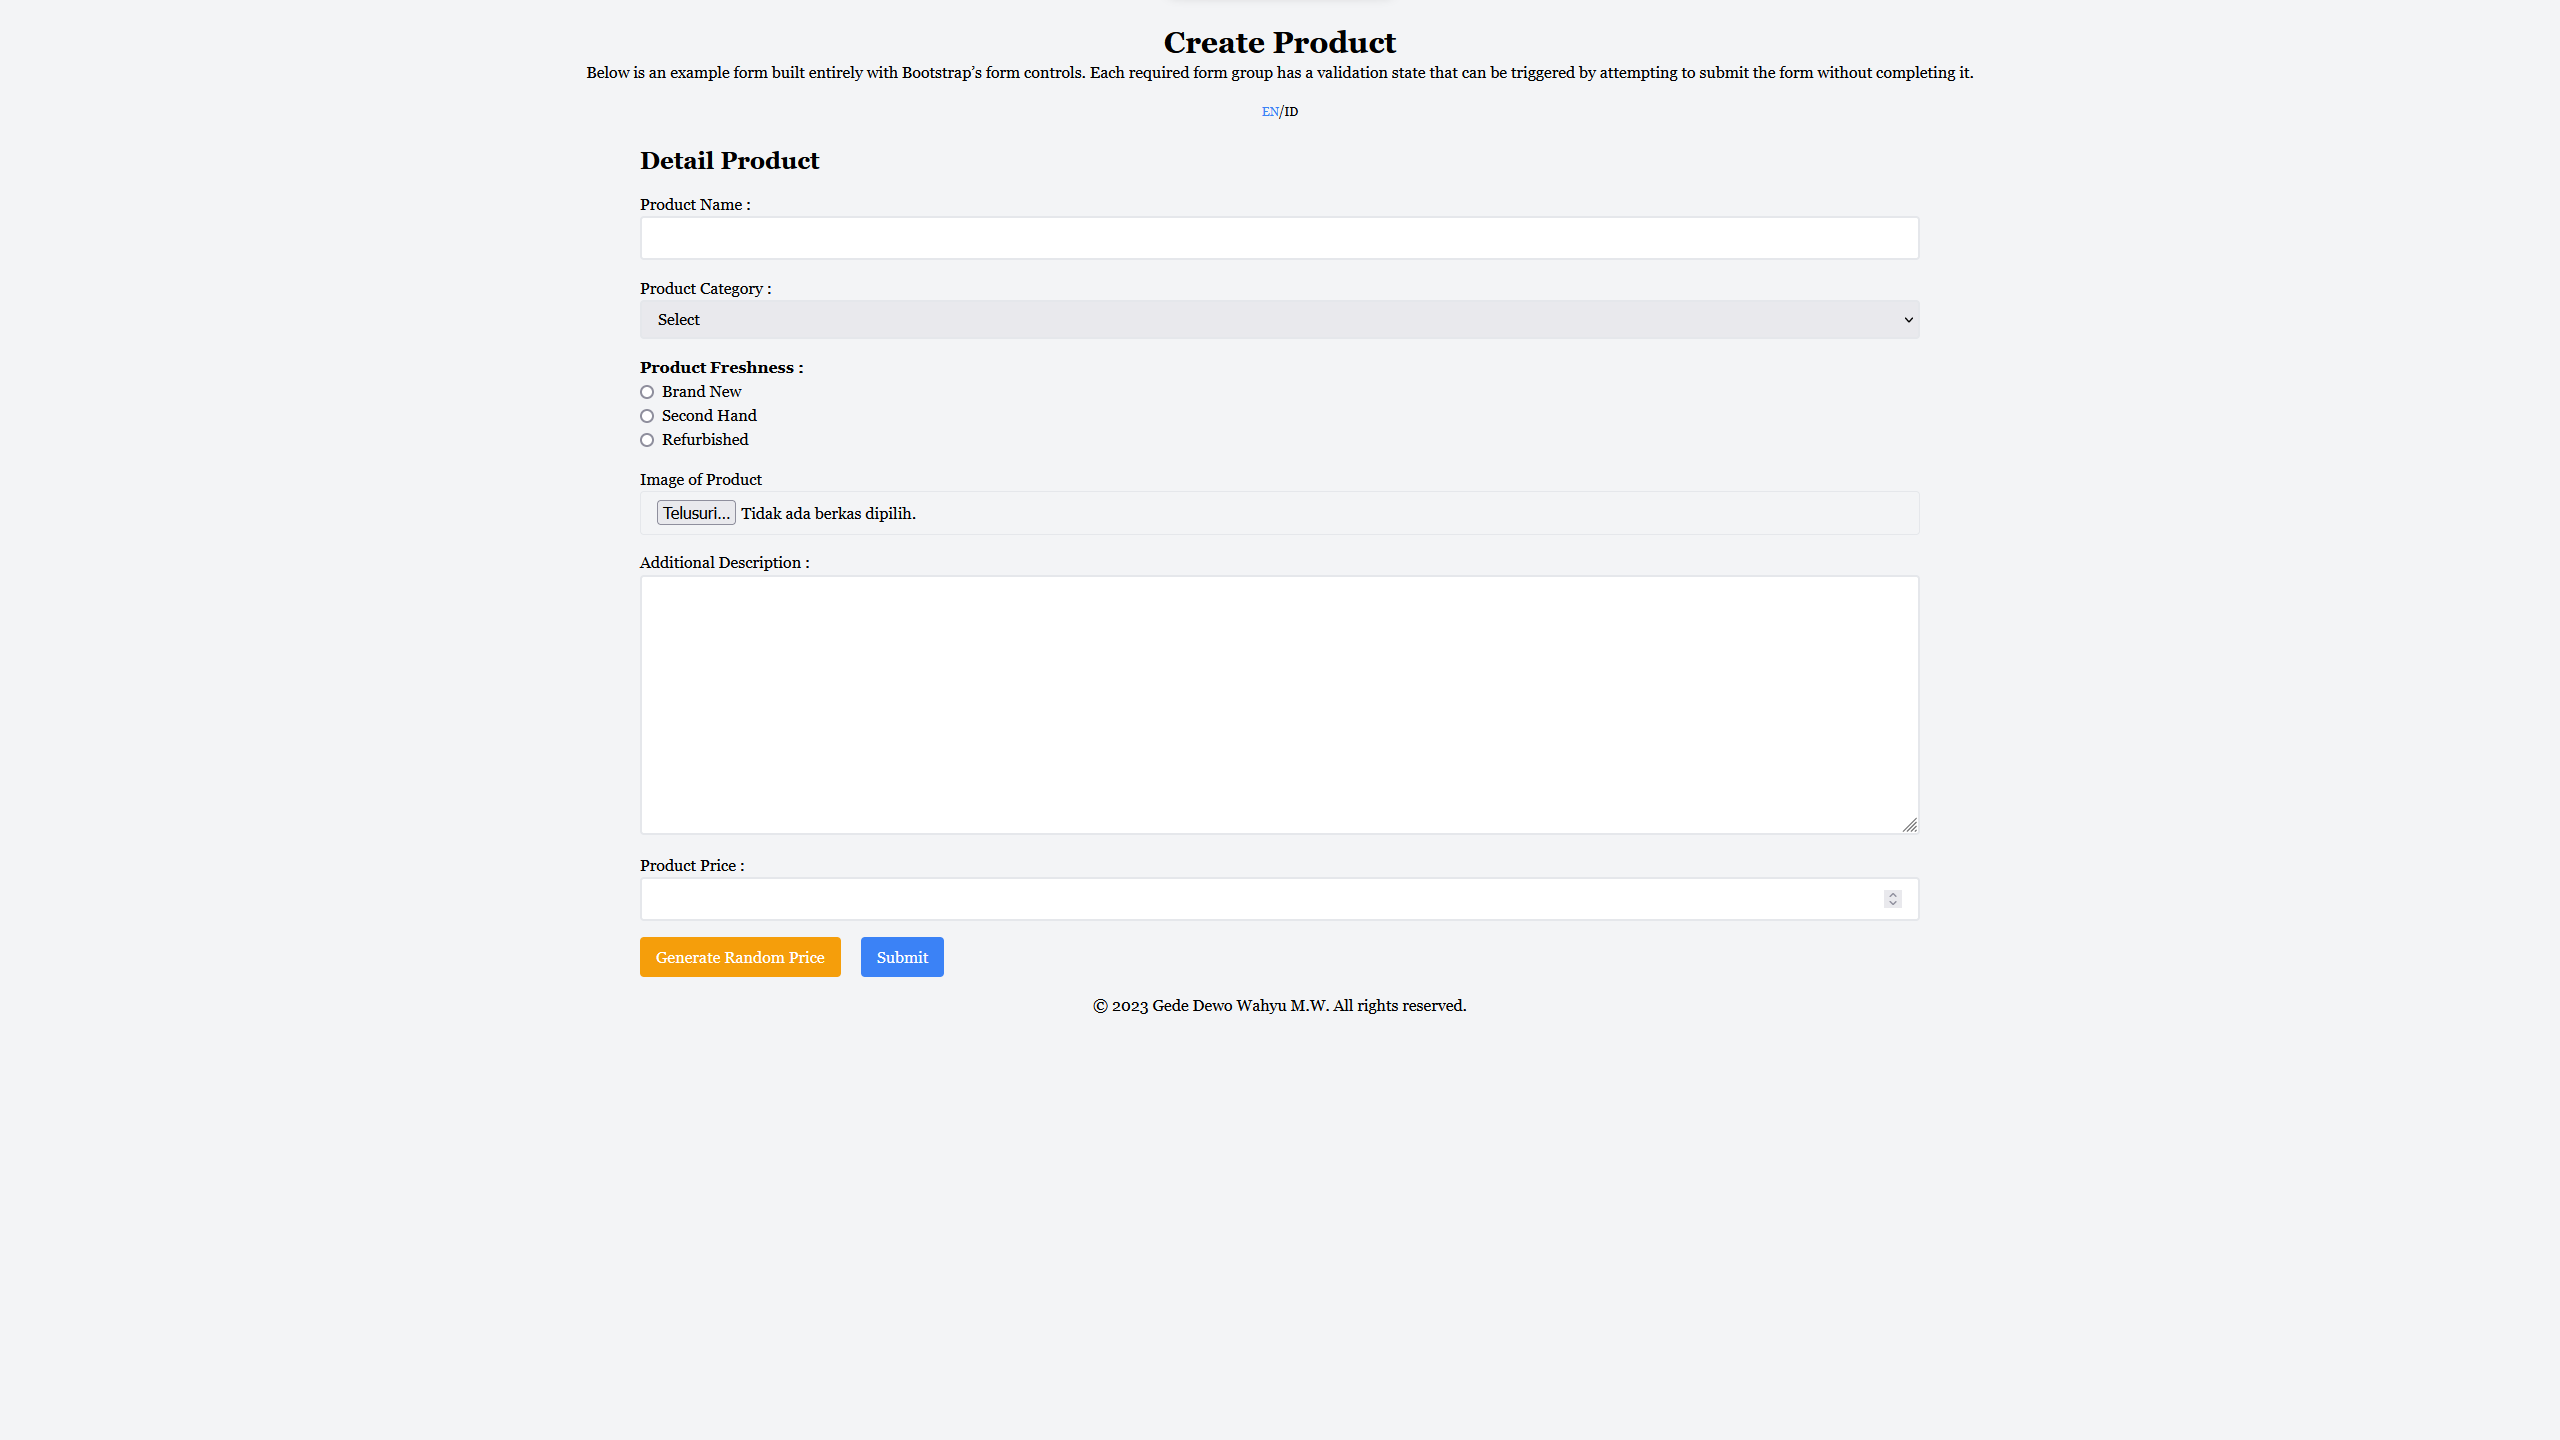 Create Product
Below is an example form built entirely with Bootstrap’s form controls. Each required form group has a validation state that can be triggered by attempting to submit the form without completing it.
EN/ID
Detail Product
Product Name :
Product Category :
Select
Product Freshness :
Brand New
Second Hand
Refurbished
Image of Product
Telusuri... Tidak ada berkas dipilih.
Additional Description :
Product Price :
Generate Random Price Submit
© 2023 Gede Dewo Wahyu M.W. All rights reserved.